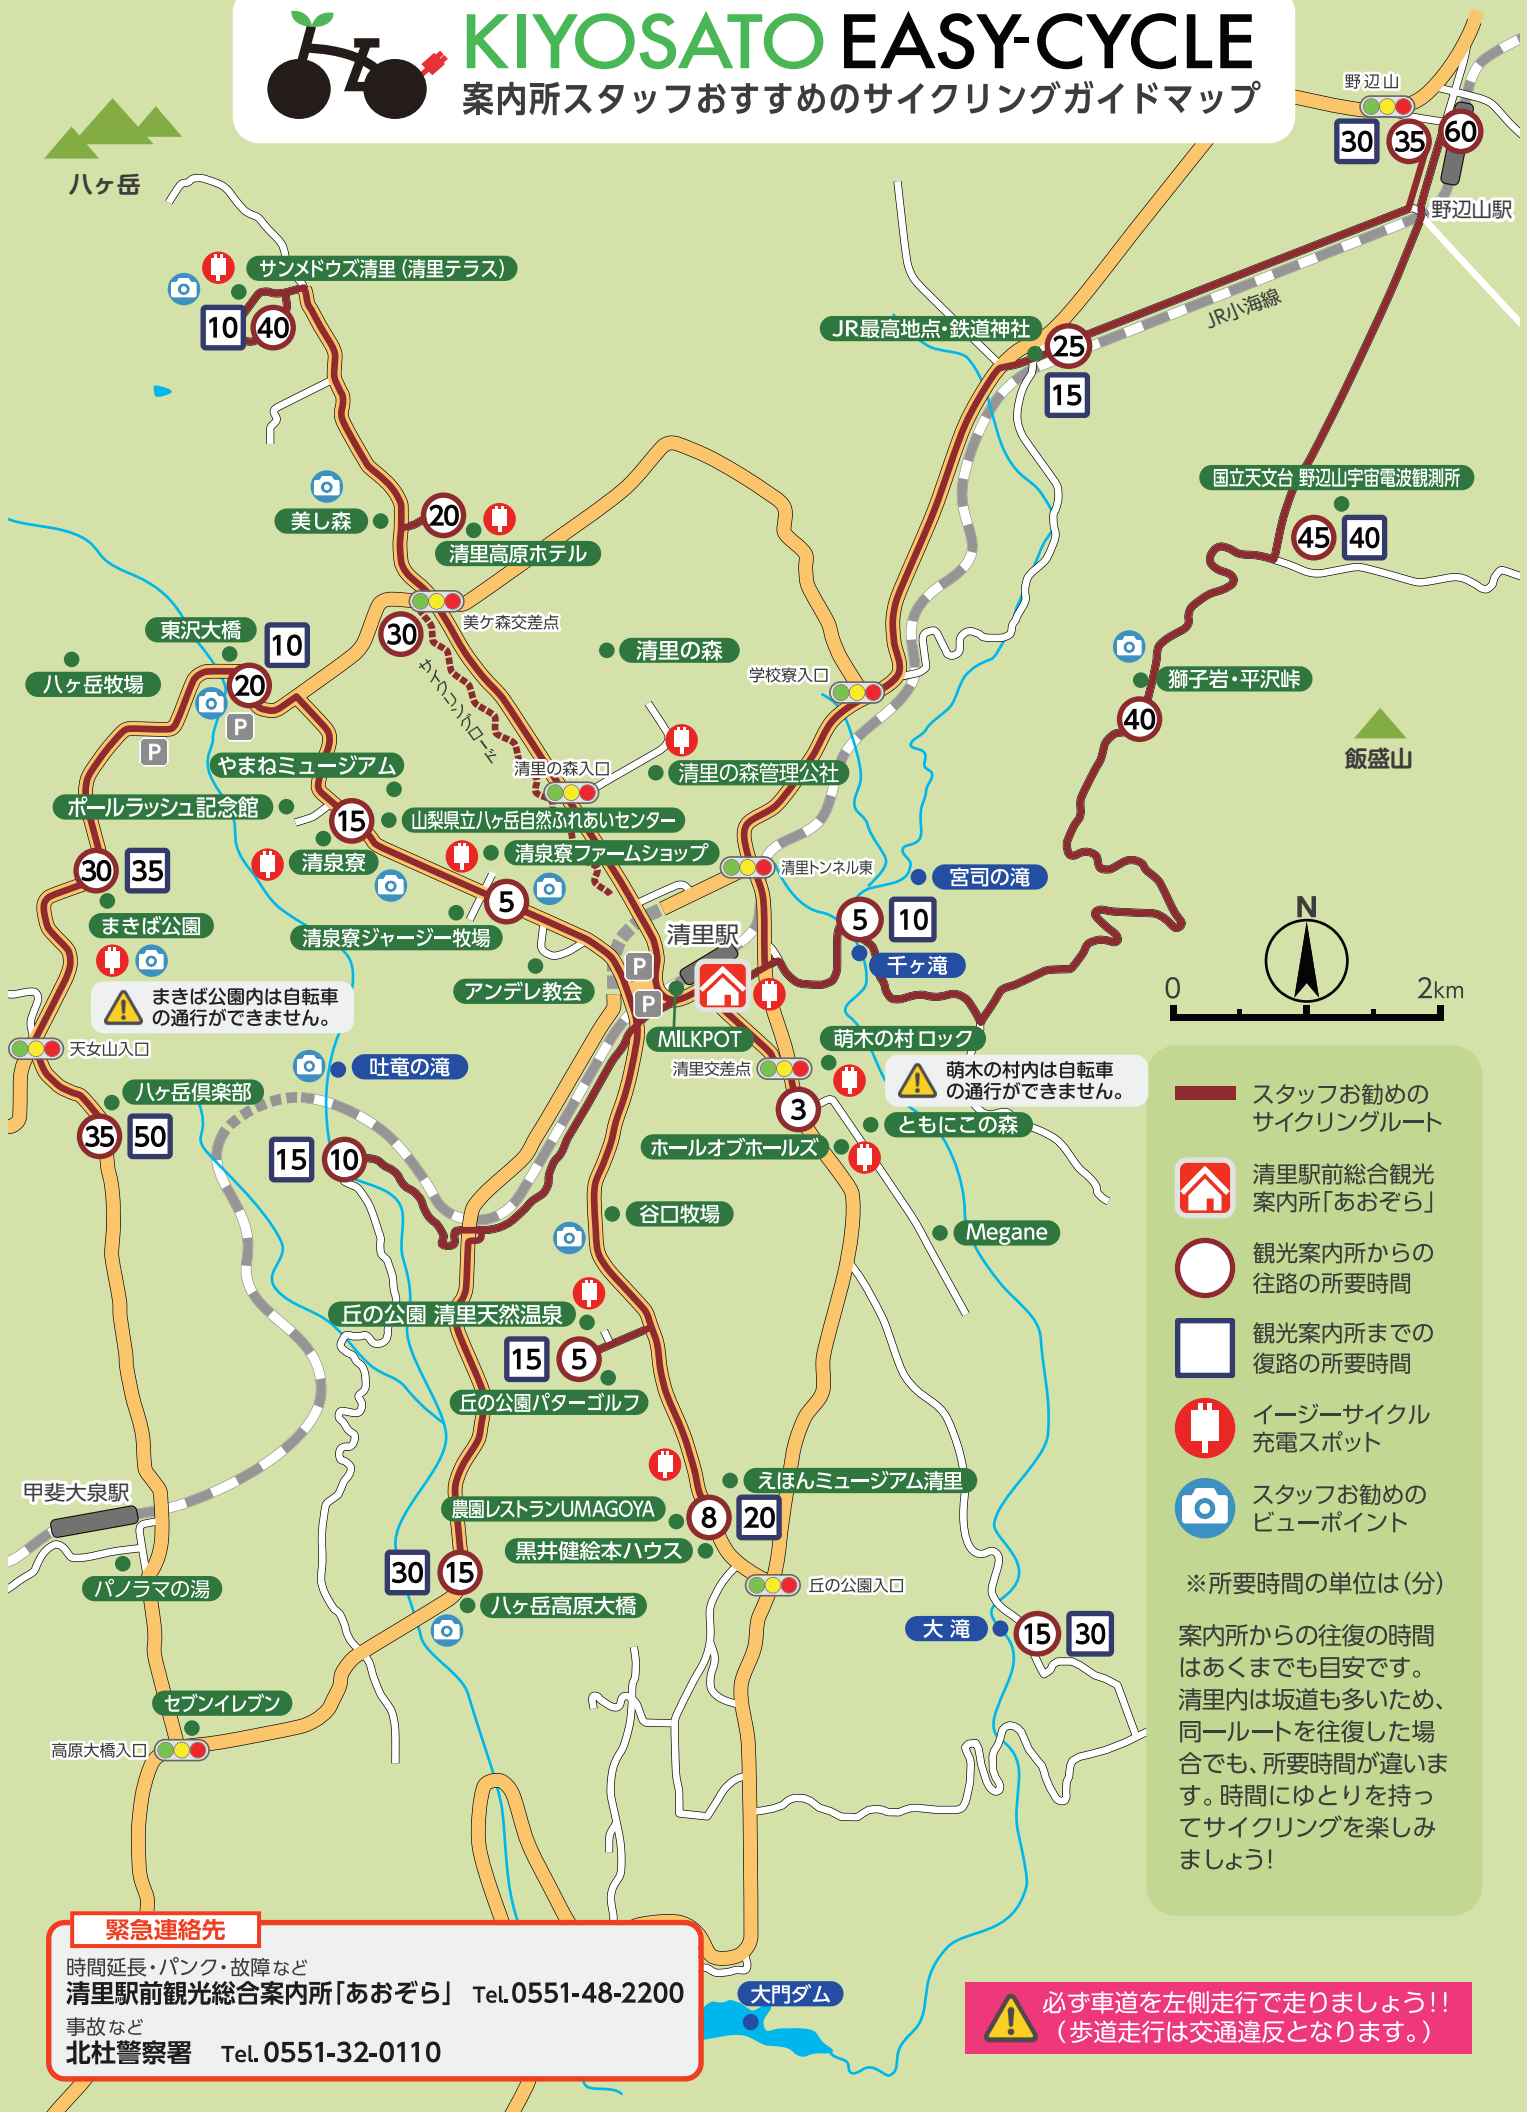 KIYOSATO EASY-CYCLE
案内所スタッフおすすめのサイクリングガイドマップ
八ヶ岳
野辺山
30
35
60
野辺山駅
サンメドウズ清里(清里テラス)
10
40
JR小海線
JR最高地点・鉄道神社
25
15
国立天文台 野辺山宇宙電波観測所
45
40
美し森
20
清里高原ホテル
美ケ森交差点
30
サイクリングロード
東沢大橋
10
八ヶ岳牧場
20
P
P
清里の森
学校寮入口
獅子岩・平沢峠
40
飯盛山
やまねミュージアム
清里の森入口
清里の森管理公社
ポールラッシュ記念館
15
山梨県立八ヶ岳自然ふれあいセンター
清泉寮
清泉寮ファームショップ
清里トンネル東
30
35
5
宮司の滝
5
10
まきば公園
清泉寮ジャージー牧場
清里駅
千ヶ滝
N
0
2km
アンデレ教会
P
P
まきば公園内は自転車
の通行ができません。
天女山入口
MILKPOT
萌木の村 ロック
清里交差点
萌木の村内は自転車
の通行ができません。
吐竜の滝
八ヶ岳倶楽部
35
50
3
ともにこの森
ホールオブホールズ
15
10
谷口牧場
Megane
丘の公園 清里天然温泉
15
5
丘の公園パターゴルフ
甲斐大泉駅
えほんミュージアム清里
農園レストランUMAGOYA
8
20
黒井健絵本ハウス
丘の公園入口
パノラマの湯
30
15
八ヶ岳高原大橋
大 滝
15
30
セブンイレブン
高原大橋入口
スタッフお勧めの
サイクリングルート
清里駅前総合観光
案内所「あおぞら」
観光案内所からの
往路の所要時間
観光案内所までの
復路の所要時間
イージーサイクル
充電スポット
スタッフお勧めの
ビューポイント
※所要時間の単位は(分)
案内所からの往復の時間
はあくまでも目安です。
清里内は坂道も多いため、
同一ルートを往復した場
合でも、所要時間が違いま
す。時間にゆとりを持っ
てサイクリングを楽しみ
ましょう!
緊急連絡先
時間延長・パンク・故障など
清里駅前観光総合案内所「あおぞら」 Tel.0551-48-2200
事故など
北杜警察署 Tel.0551-32-0110
大門ダム
必ず車道を左側走行で走りましょう!!
(歩道走行は交通違反となります。)